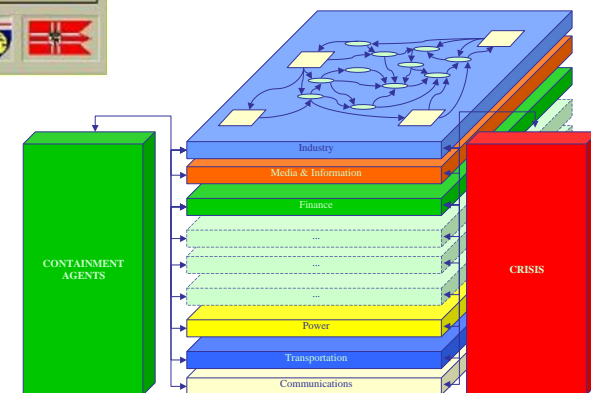 Industry
Media & Information
Finance
...
...
...
Power
Transportation
Communications
CONTAINMENT
AGENTS
CRISIS